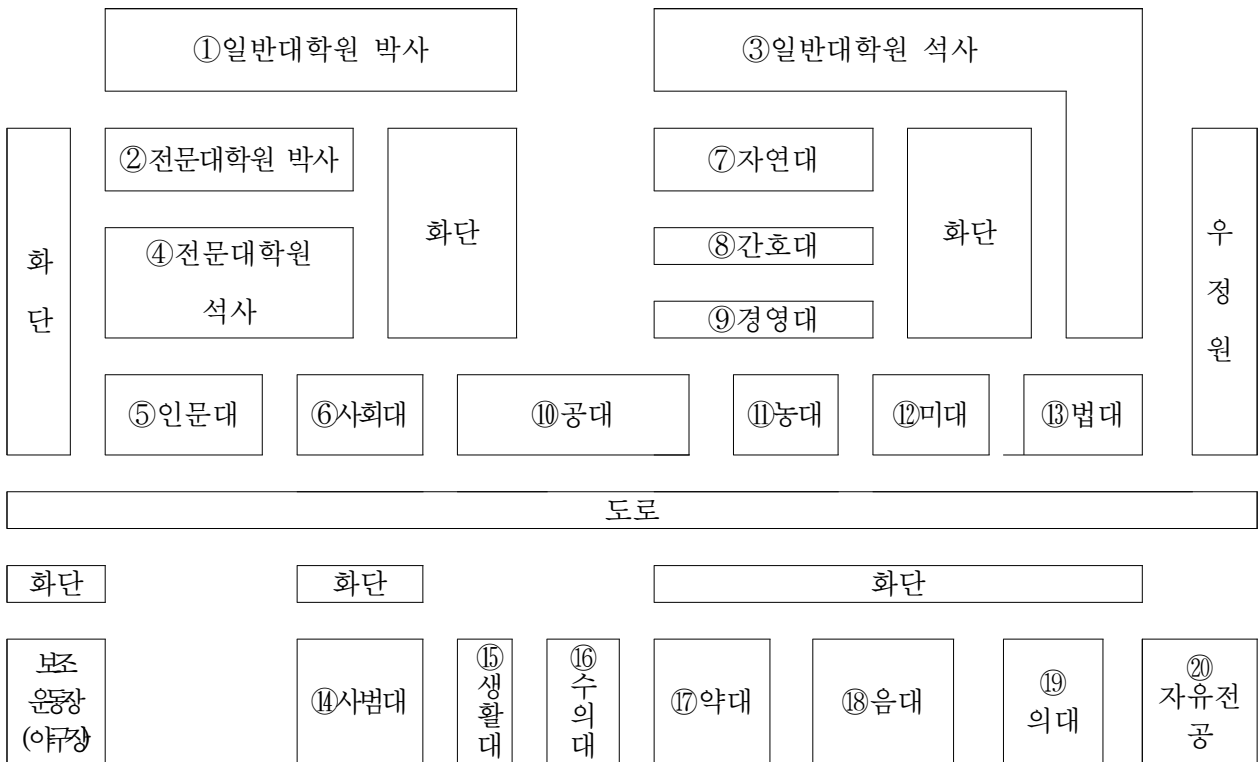 ①일반대학원 박사
③일반대학원 석사
②전문대학원 박사
⑦자연대
화
단
④전문대학원
석사
화단
⑧간호대
⑨경영대
화단
우
정
원
⑤인문대
⑥사회대
⑩공대
⑪농대
⑫미대
⑬법대
도로
화단
화단
화단
보조
운동장
(야구장)
⑭사범대
⑮
생
활
대
⑯
수
의
대
⑰약대
⑱음대
⑲
의대
⑳
자유전
공